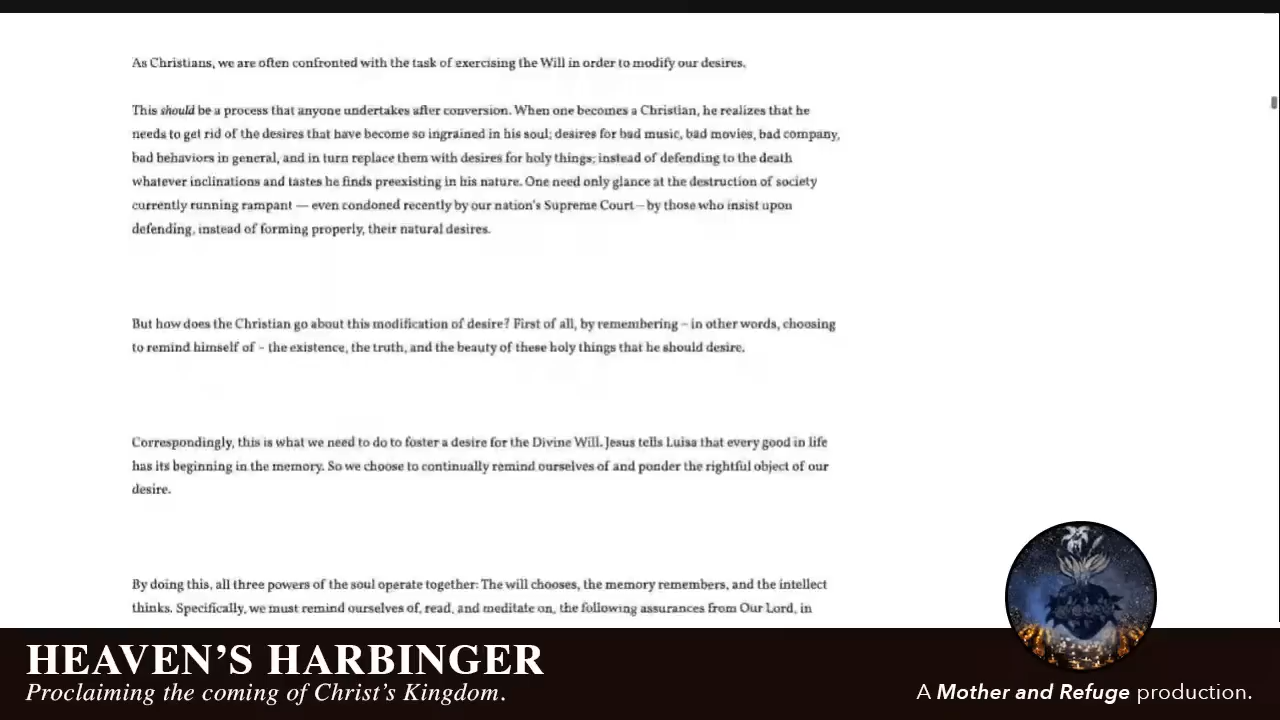 As Christians, we are often confronted with the task of exercising the Will in order to modify our desires.
This should be a process that anyone undertakes after conversion. When one becomes a Christian, he realizes that he
needs to get rid of the desires that have become so ingrained in his soul; desires for bad music, bad movies, bad company,
bad behaviors in general, and in turn replace them with desires for holy things; instead of defending to the death
whatever inclinations and tastes he finds preexisting in his nature. One need only glance at the destruction of society
currently running rampant — even condoned recently by our nation's Supreme Court – by those who insist upon
defending, instead of forming properly, their natural desires.
But how does the Christian go about this modification of desire? First of all, by remembering – in other words, choosing
to remind himself of – the existence, the truth, and the beauty of these holy things that he should desire.
Correspondingly, this is what we need to do to foster a desire for the Divine Will. Jesus tells Luisa that every good in life
has its beginning in the memory. So we choose to continually remind ourselves of and ponder the rightful object of our
desire.
By doing this, all three powers of the soul operate together: The will chooses, the memory remembers, and the intellect
thinks. Specifically, we must remind ourselves of, read, and meditate on, the following assurances from Our Lord, in
HEAVEN'S HARBINGER
Proclaiming the coming of Christ's Kingdom.
A Mother and Refuge production.